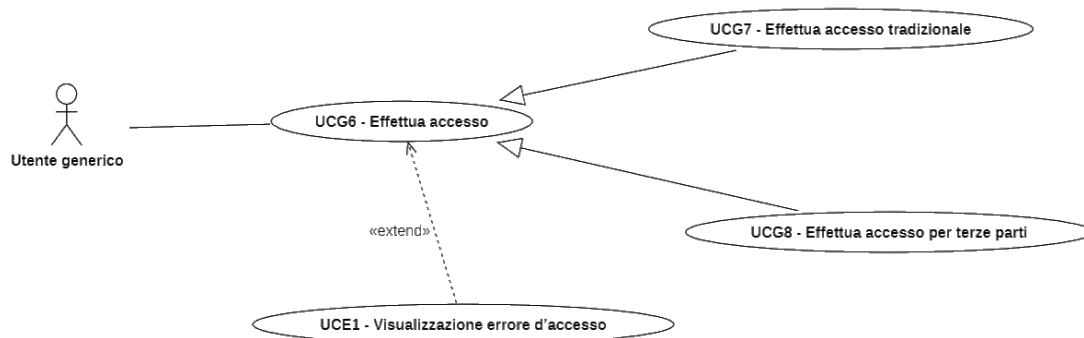 UCG7 - Effettua accesso tradizionale
UCG6 - Effettua accesso
Utente generico
«extend»
UCG8 - Effettua accesso per terze parti
UCE1 - Visualizzazione errore d'accesso